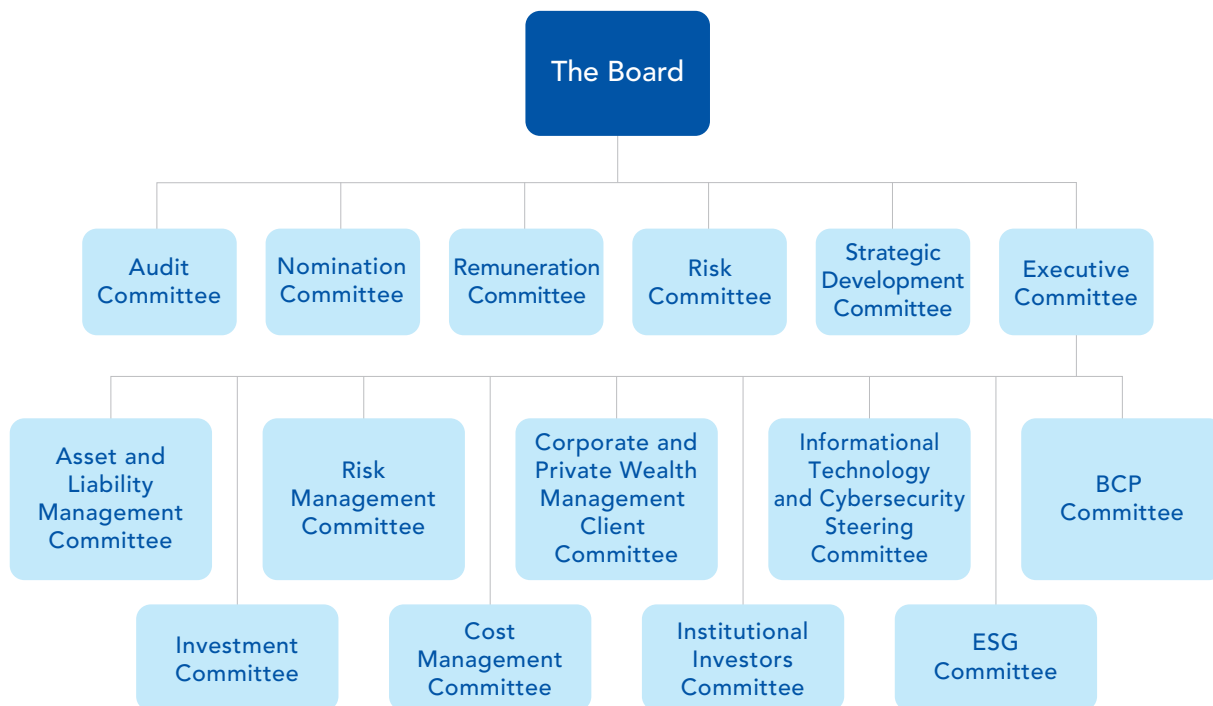 The Board
Audit
Committee
Nomination
Committee
Remuneration
Committee
Risk
Committee
Strategic
Development
Committee
Executive
Committee
Asset and
Liability
Management
Committee
Risk
Management
Committee
Corporate and
Private Wealth
Management
Client
Committee
Informational
Technology
and Cybersecurity
Steering
Committee
BCP
Committee
Investment
Committee
Cost
Management
Committee
Institutional
Investors
Committee
ESG
Committee